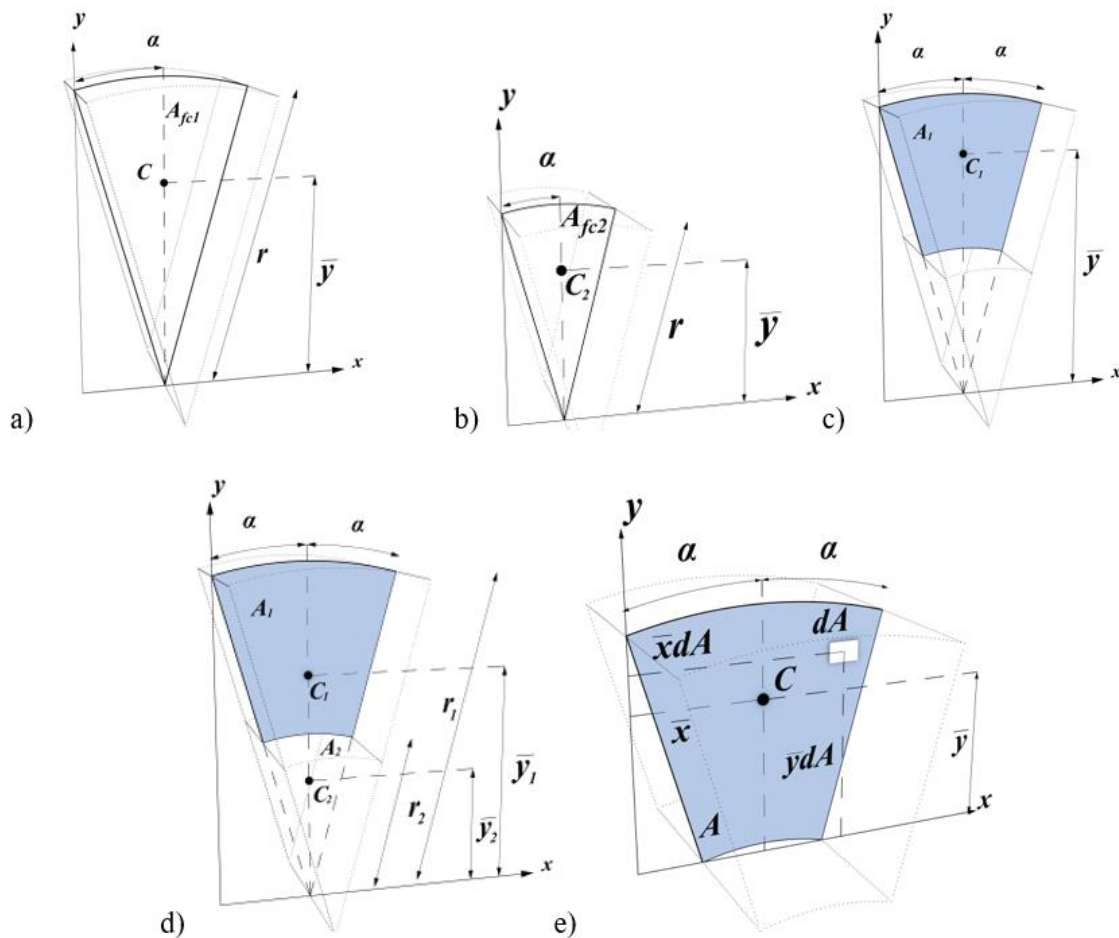 y
α
A_fc1
C
r
y̅
x
a)
y
α
A_fc2
C_2
r
y̅
x
b)
y
α α
A_1
C_1
y̅
x
c)
y
α α
A_1
C_1
r_1
A_2
y̅_1
C_2
r_2
y̅_2
x
d)
y
α α
dA
x̅dA
C
x̅
y̅
y̅dA
A
x
e)